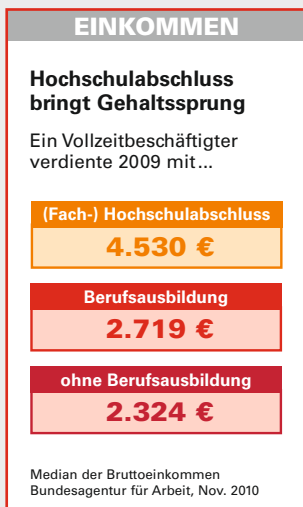 EINKOMMEN
Hochschulabschluss
bringt Gehaltssprung
Ein Vollzeitbeschäftigter
verdiente 2009 mit...
(Fach-) Hochschulabschluss
4.530 €
Berufsausbildung
2.719 €
ohne Berufsausbildung
2.324 €
Median der Bruttoeinkommen
Bundesagentur für Arbeit, Nov. 2010